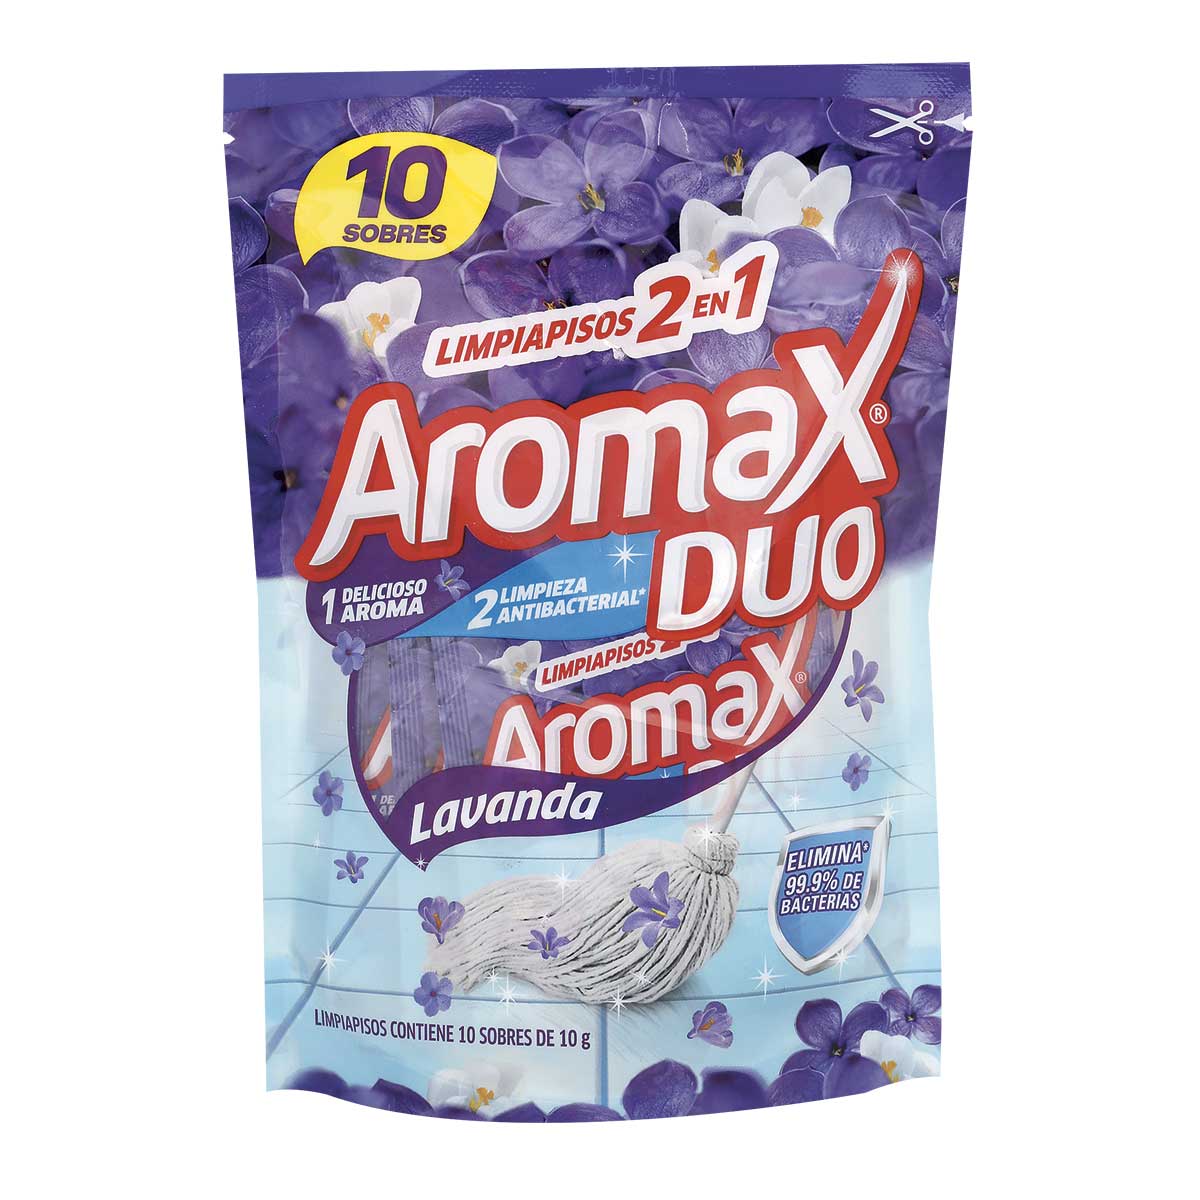 10
SOBRES
LIMPIAPISOS 2 EN 1
AromaX®
DUO
1 DELICIOSO AROMA
2 LIMPIEZA ANTIBACTERIAL*
LIMPIAPISOS
AromaX®
Lavanda
ELIMINA*
99.9% DE
BACTERIAS
LIMPIAPISOS CONTIENE 10 SOBRES DE 10 g